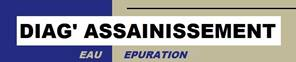 DIAG' ASSAINISSEMENT
EAU EPURATION